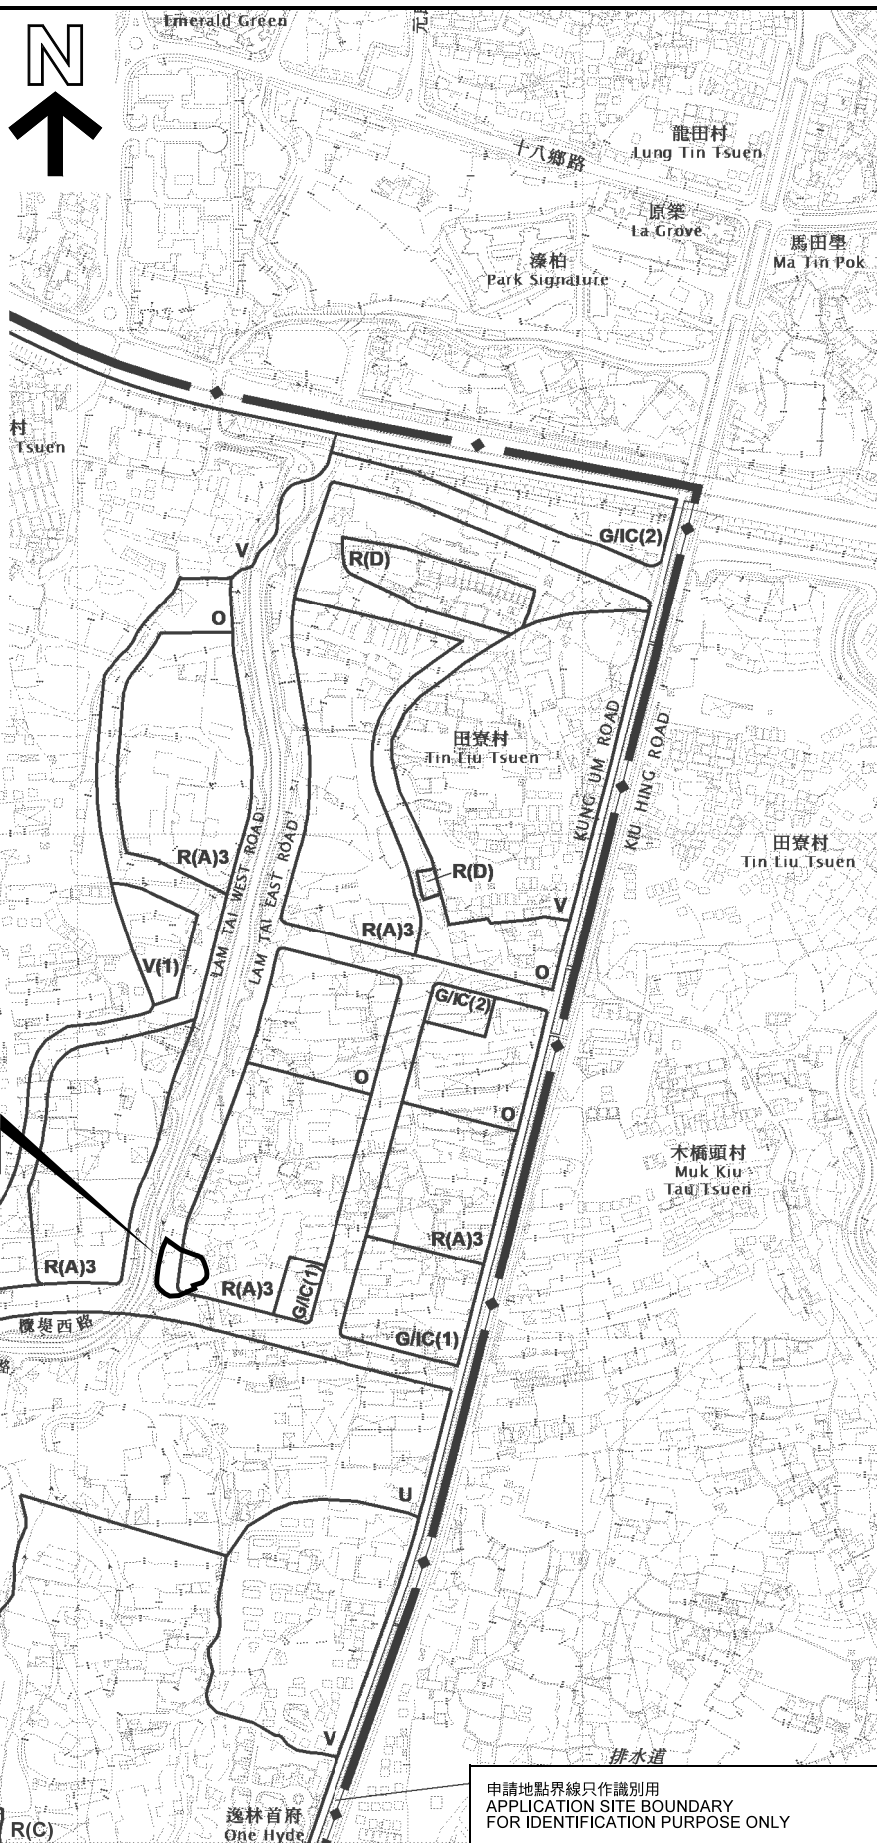 Emerald Green
N
龍田村
Lung Tin Tsuen
十八鄉路
原築
La Grove
馬田壆
Ma Tin Pok
溱柏
Park Signature
村
Tsuen
G/IC(2)
V
R(D)
O
KUNG UM ROAD
KIU HING ROAD
田寮村
Tin Liu Tsuen
田寮村
Tin Liu Tsuen
R(A)3
LAM TAI WEST ROAD
LAM TAI EAST ROAD
R(D)
V
R(A)3
V(1)
O
G/IC(2)
O
O
木橋頭村
Muk Kiu
Tau Tsuen
R(A)3
R(A)3
R(A)3
G/IC(1)
欖堤西路
G/IC(1)
路
U
V
排水道
R(C)
逸林首府
One Hyde
申請地點界線只作識別用
APPLICATION SITE BOUNDARY
FOR IDENTIFICATION PURPOSE ONLY